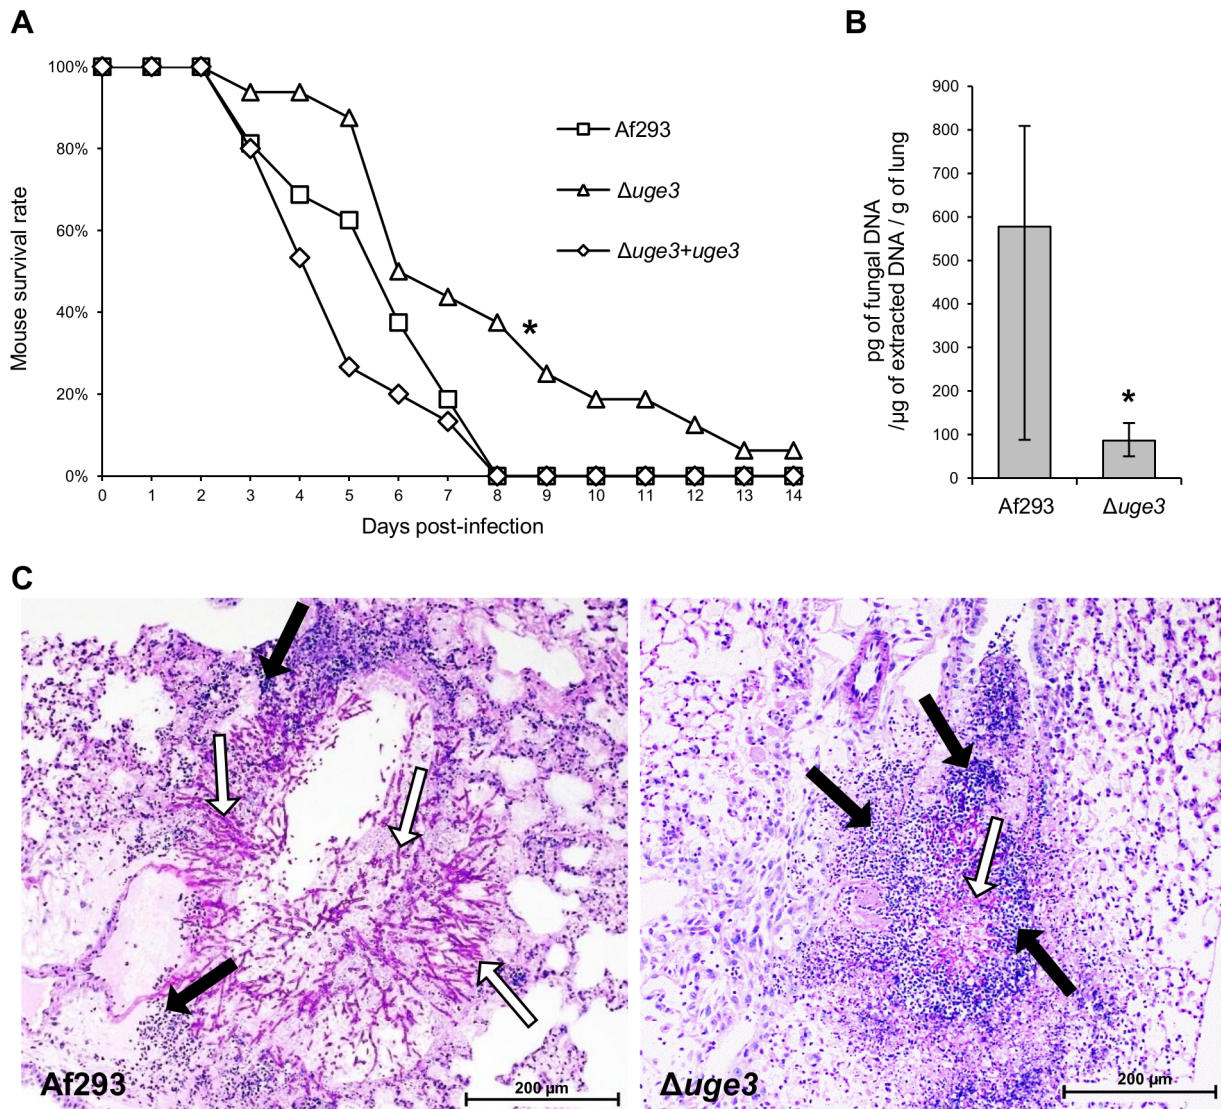 A
Mouse survival rate
100%
80%
60%
40%
20%
0%
0 1 2 3 4 5 6 7 8 9 10 11 12 13 14
Days post-infection
Af293
Δuge3
Δuge3+uge3
*
B
pg of fungal DNA
/µg of extracted DNA / g of lung
900
800
700
600
500
400
300
200
100
0
*
Af293 Δuge3
C
Af293
200 µm
Δuge3
200 µm